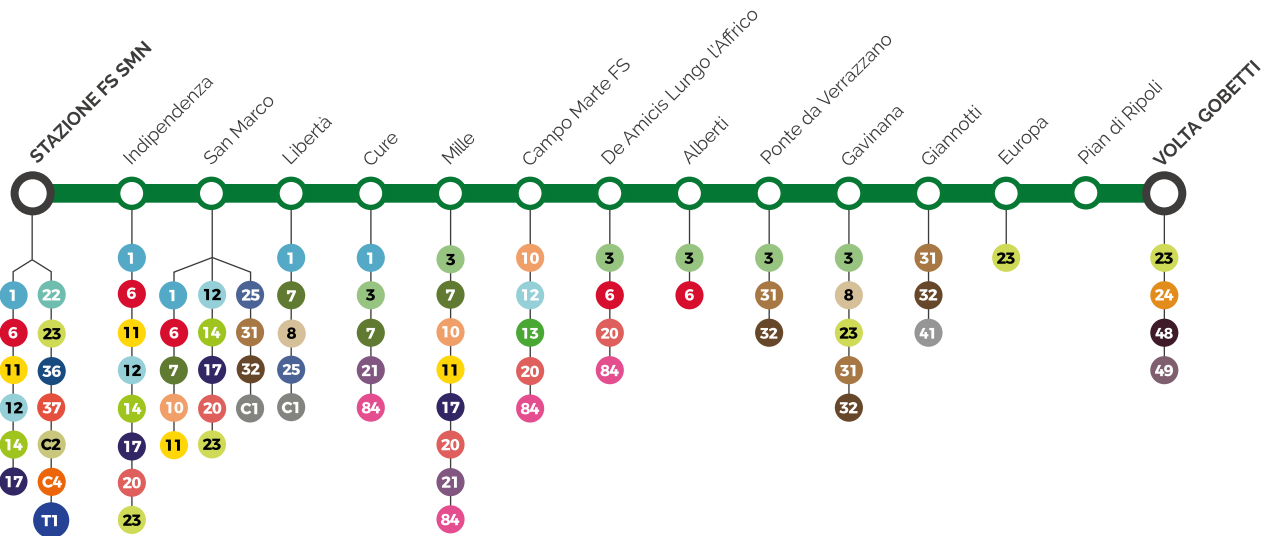 STAZIONE FS SMN
Indipendenza
San Marco
Libertà
Cure
Mille
Campo Marte FS
De Amicis Lungo l'Affrico
Alberti
Ponte da Verrazzano
Gavinana
Giannotti
Europa
Pian di Ripoli
VOLTA GOBETTI
1 22
6 23
11 36
12 37
14 C2
17 C4
T1
1
6
11
12
14
17
20
23
1 12 25
6 14 31
7 17 32
10 20 C1
11 23
1
7
8
25
C1
1
3
7
21
84
3
7
10
11
17
20
21
84
10
12
13
20
84
3
6
20
84
3
6
3
31
32
3
8
23
31
32
31
32
41
23
23
24
48
49